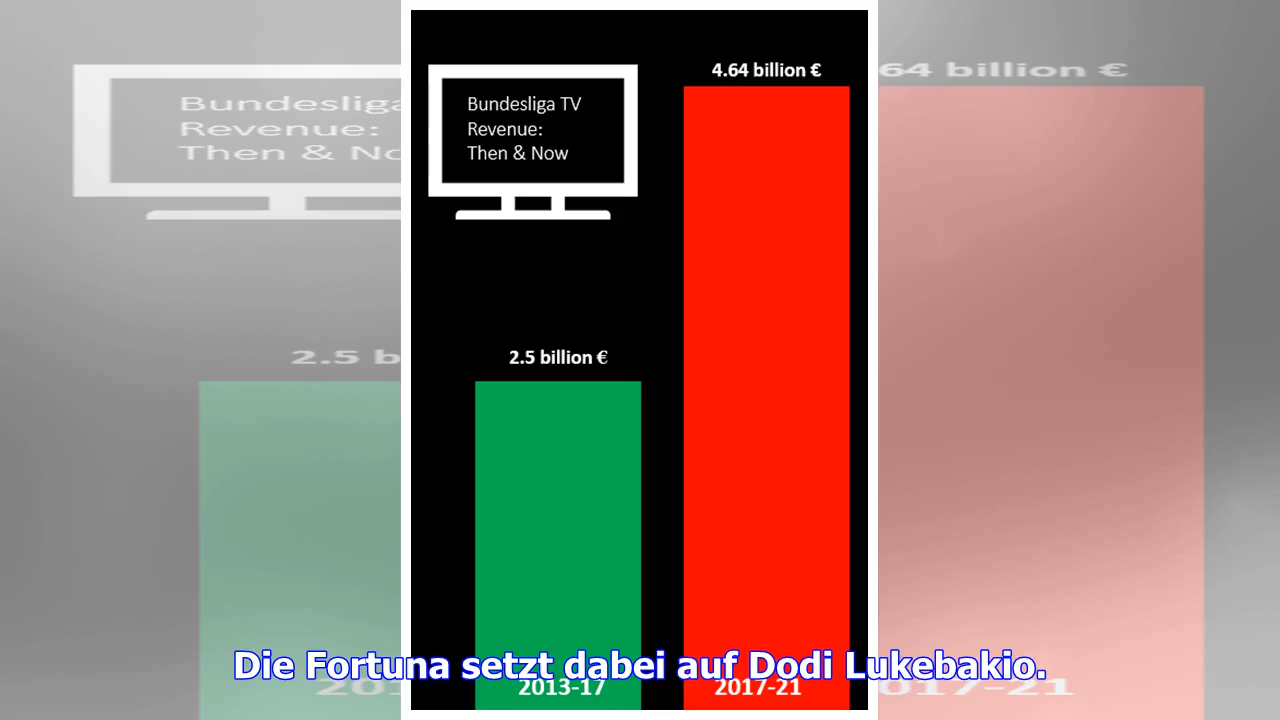 Bundesliga TV
Revenue:
Then & Now
4.64 billion €
2.5 billion €
2013-17
2017-21
Die Fortuna setzt dabei auf Dodi Lukebakio.